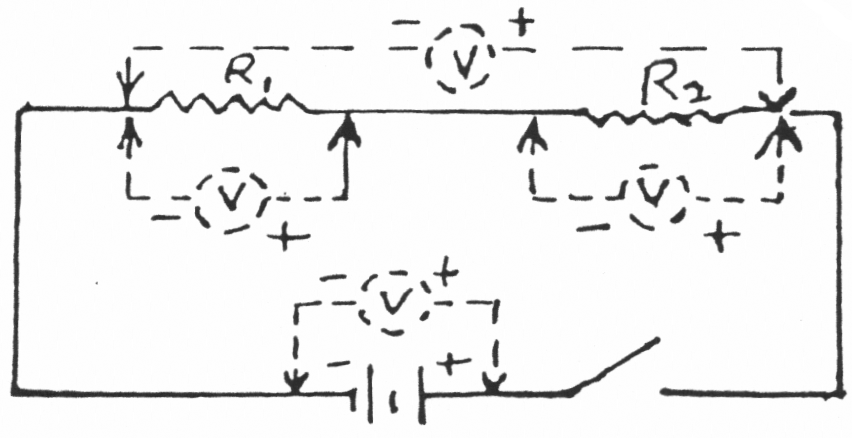 - V +
R1 R2
- V + - V +
- V +
- +